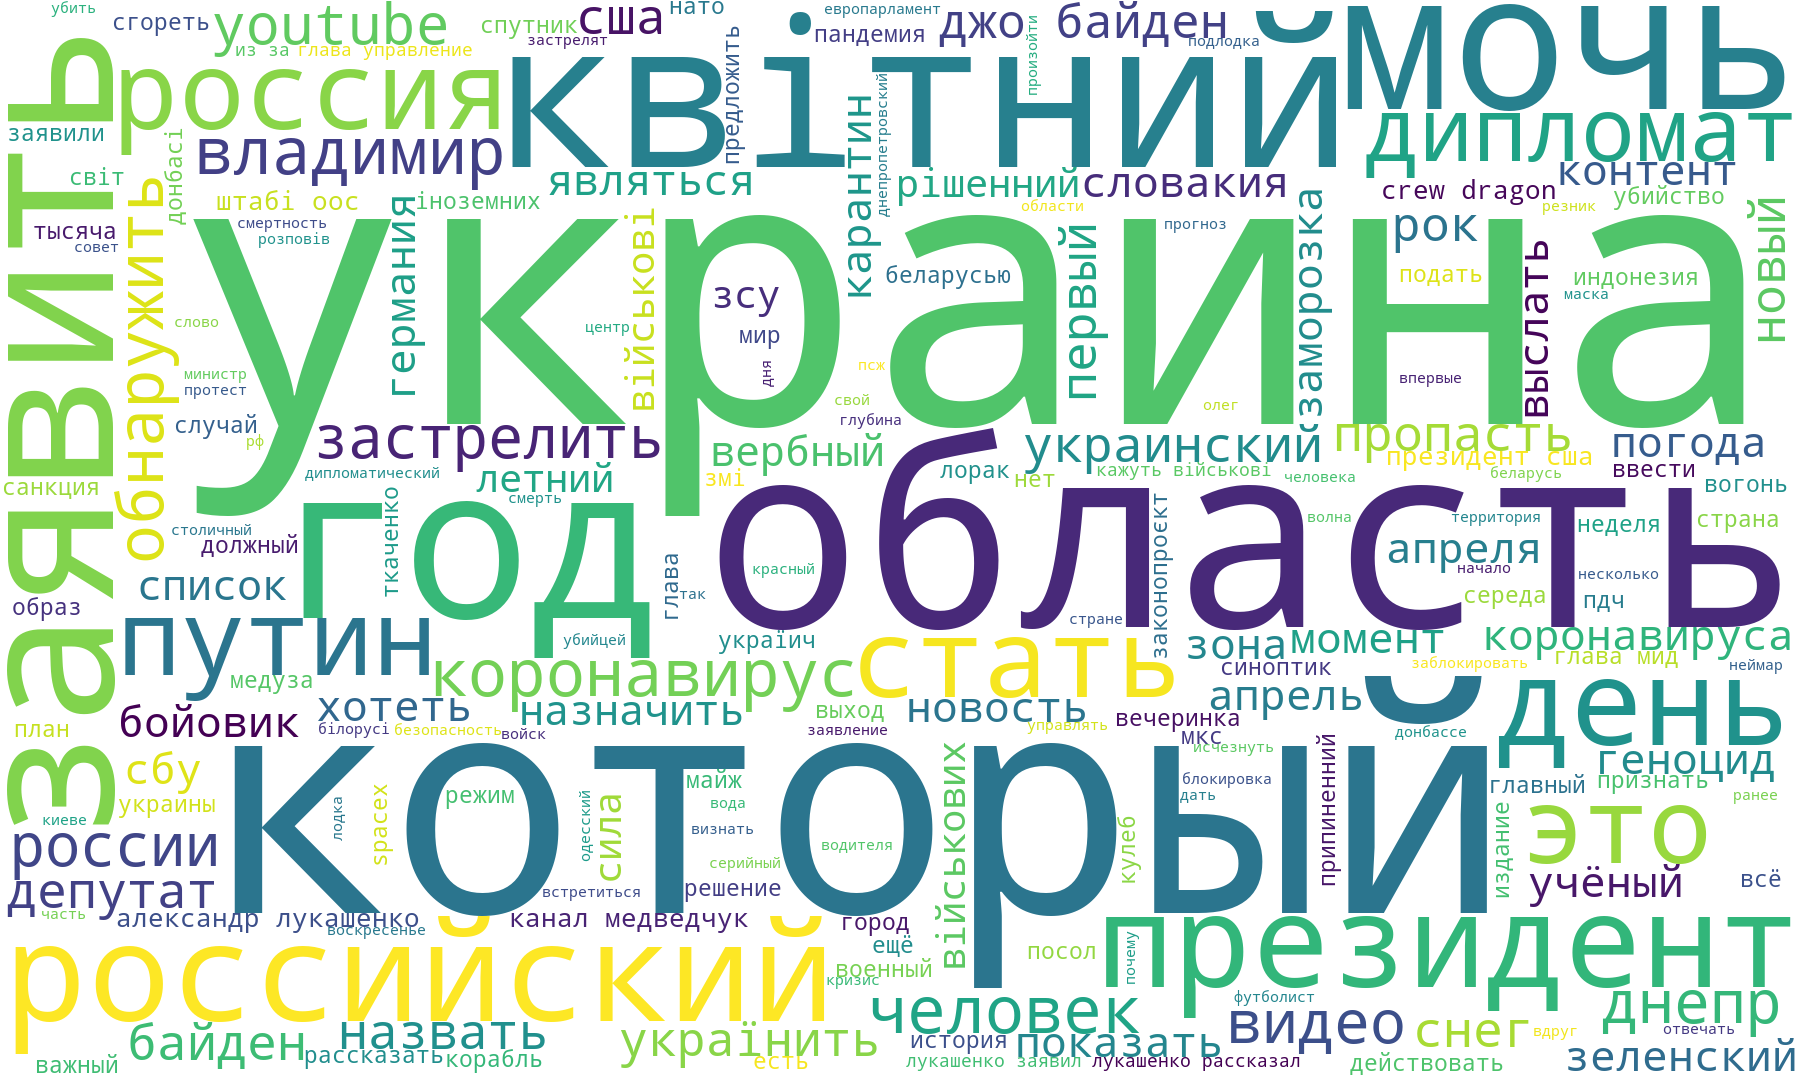 убить
сгореть
youtube
спутник
сша
нато
европарламент
пандемия
джо байден
подлодка
мочь
застрелят
из за
глава управление
россия
квітний
произойти
предложить
днепропетровский
дипломат
заявили
донбасі
владимир
карантин
світ
являться
рішенний
словакия
crew dragon
контент
убийство
штабі оос
іноземних
области
резник
тысяча
совет
смертность
розповів
германия
військові
прогноз
рок
новый
заявить
обнаружить
украина
зсу
беларусью
первый
заморозка
выслать
подать
индонезия
маска
слово
центр
мир
министр
протест
дня
псж
впервые
свой
глубина
олег
случай
рф
застрелить
вербный
украинский
пропасть
погода
дипломатический
летний
змі
лорак
нет
кажуть військові
человека
президент сша
беларусь
ввести
вогонь
санкция
смерть
год
область
столичный
должный
ткаченко
законопроєкт
волна
территория
неделя
страна
апреля
список
глава
красный
начало
несколько
образ
так
середа
пдч
путин
убийцей
україич
стране
зона
момент
коронавируса
медуза
коронавирус
стать
синоптик
заблокировать
глава мид
неймар
хотеть
назначить
выход
новость
апрель
день
план
бойовик
білорусі
безопасность
войск
заявление
управлять
вечеринка
мкс
исчезнуть
донбассе
геноцид
сбу
который
режим
майж
військових
блокировка
дать
главный
признать
украины
киеве
лодка
spacex
одесский
сила
вода
визнать
ранее
это
россии
водителя
серийный
кулеб
припиненний
издание
депутат
встретиться
решение
учёный
всё
часть
александр лукашенко
воскресенье
канал медведчук
город
российский
ещё
военный
кризис
посол
почему
президент
человек
футболист
днепр
байден
назвать
українить
история
показать
видео
снег
вдруг
отвечать
важный
рассказать
корабль
есть
лукашенко заявил
лукашенко рассказал
действовать
зеленский